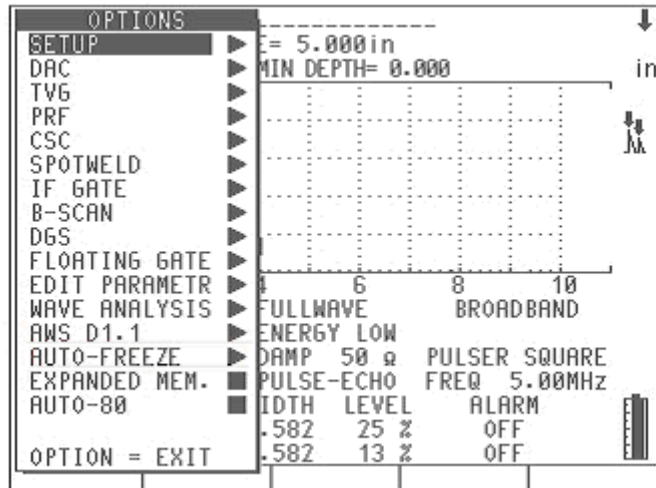 OPTIONS
SETUP
DAC
TVG
PRF
CSC
SPOTWELD
IF GATE
B-SCAN
DGS
FLOATING GATE
EDIT PARAMETR
WAVE ANALYSIS
AWS D1.1
AUTO-FREEZE
EXPANDED MEM.
AUTO-80
OPTION = EXIT
E= 5.000in
MIN DEPTH= 0.000 in
4 6 8 10
FULLWAVE BROADBAND
ENERGY LOW
DAMP 50 Ω PULSER SQUARE
PULSE-ECHO FREQ 5.00MHz
IDTH LEVEL ALARM
.582 25 % OFF
.582 13 % OFF